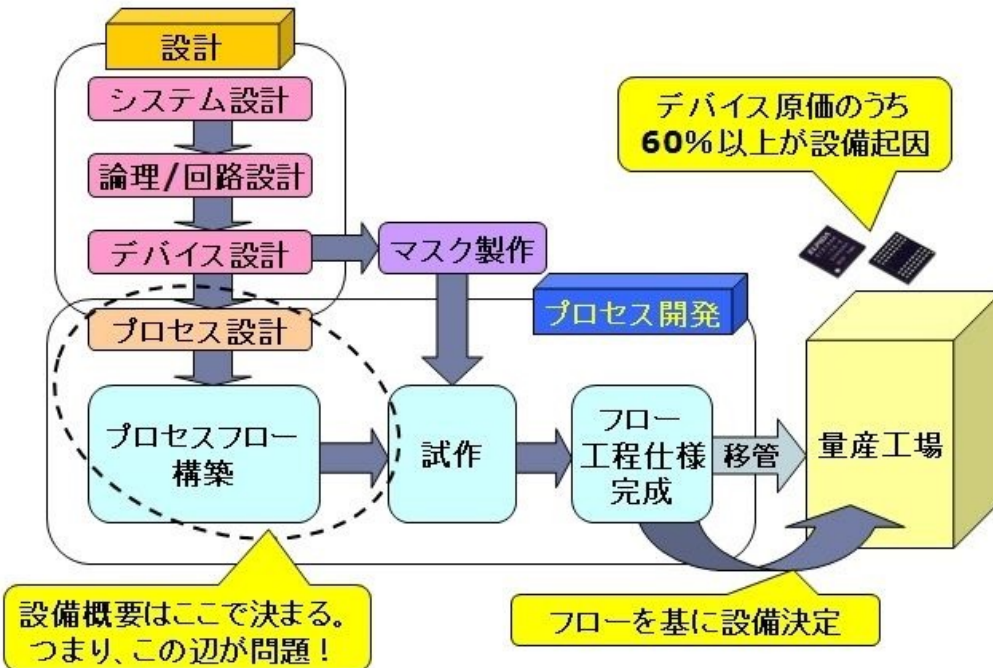 設計
システム設計
論理/回路設計
デバイス設計
マスク製作
デバイス原価のうち
60%以上が設備起因
プロセス開発
プロセス設計
プロセスフロー
構築
試作
フロー
工程仕様
完成
移管
量産工場
設備概要はここで決まる。
つまり、この辺が問題！
フローを基に設備決定